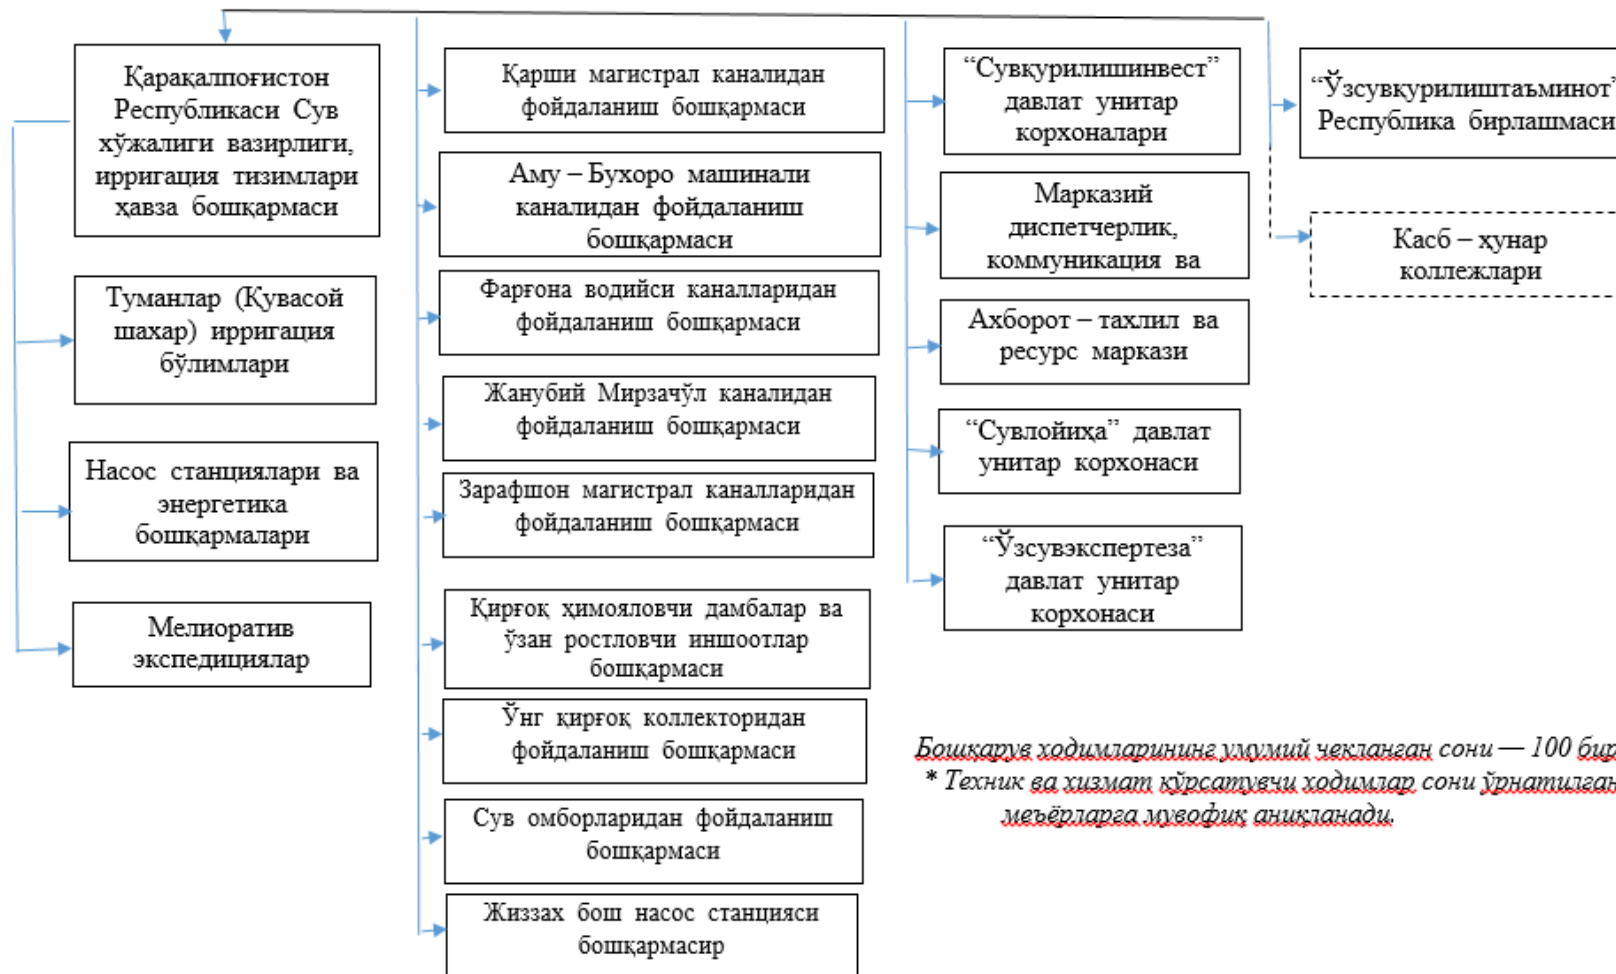 Қарақалпоғистон
Республикаси Сув
хўжалиги вазирлиги,
ирригация тизимлари
ҳавза бошқармаси
Туманлар (Қувасой
шахар) ирригация
бўлимлари
Насос станциялари ва
энергетика
бошқармалари
Мелиоратив
экспедициялар
Қарши магистрал каналидан
фойдаланиш бошқармаси
Аму – Бухоро машинали
каналидан фойдаланиш
бошқармаси
Фарғона водийси каналларидан
фойдаланиш бошқармаси
Жанубий Мирзачўл каналидан
фойдаланиш бошқармаси
Зарафшон магистрал каналларидан
фойдаланиш бошқармаси
Қирғоқ ҳимояловчи дамбалар ва
ўзан ростловчи иншоотлар
бошқармаси
Ўнг қирғоқ коллекторидан
фойдаланиш бошқармаси
Сув омборларидан фойдаланиш
бошқармаси
Жиззах бош насос станцияси
бошқармасир
“Сувқурилишинвест”
давлат унитар
корхоналари
Марказий
диспетчерлик,
коммуникация ва
Ахборот – тахлил ва
ресурс маркази
“Сувлойиҳа” давлат
унитар корхонаси
“Ўзсувэкспертеза”
давлат унитар
корхонаси
“Ўзсувқурилиштаъминот”
Республика бирлашмаси
Касб – ҳунар
коллежлари
Бошқарув ходимларининг умумий чекланган сони — 100 бир
* Техник ва хизмат кўрсатувчи ходимлар сони ўрнатилган
меъёрларга мувофиқ аниқланади.